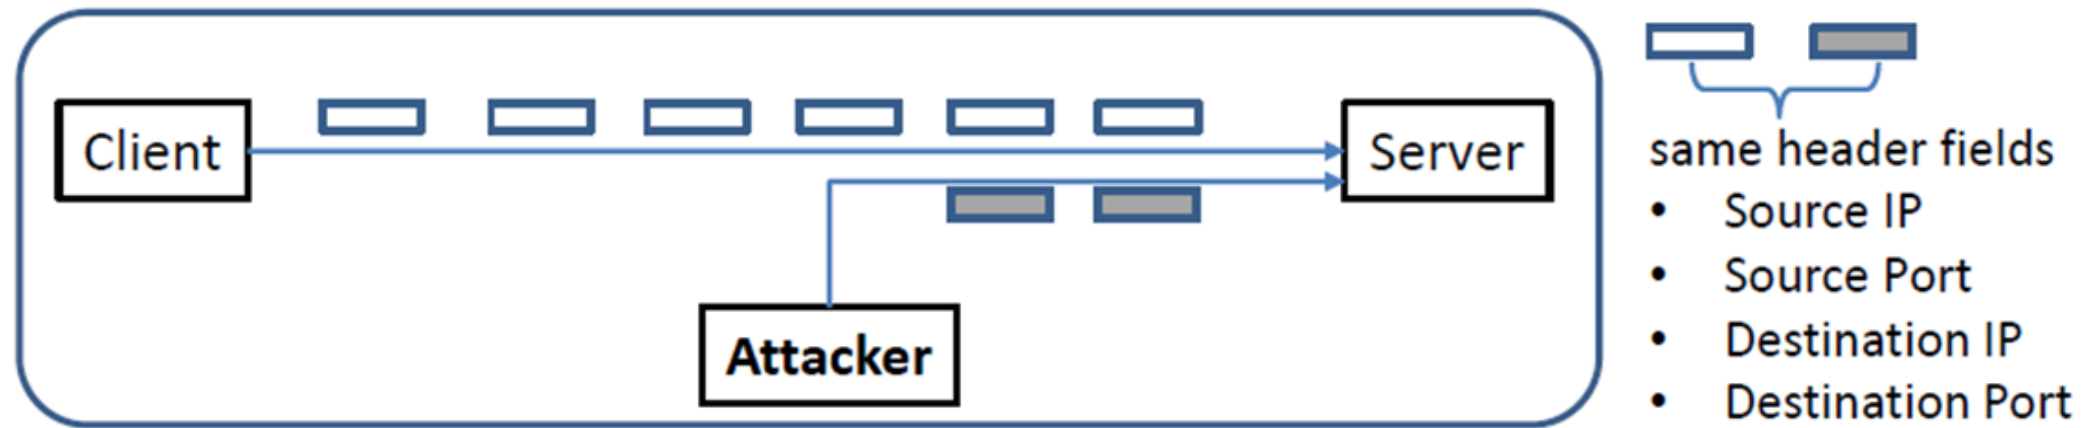 Client
Server
Attacker
same header fields
• Source IP
• Source Port
• Destination IP
• Destination Port